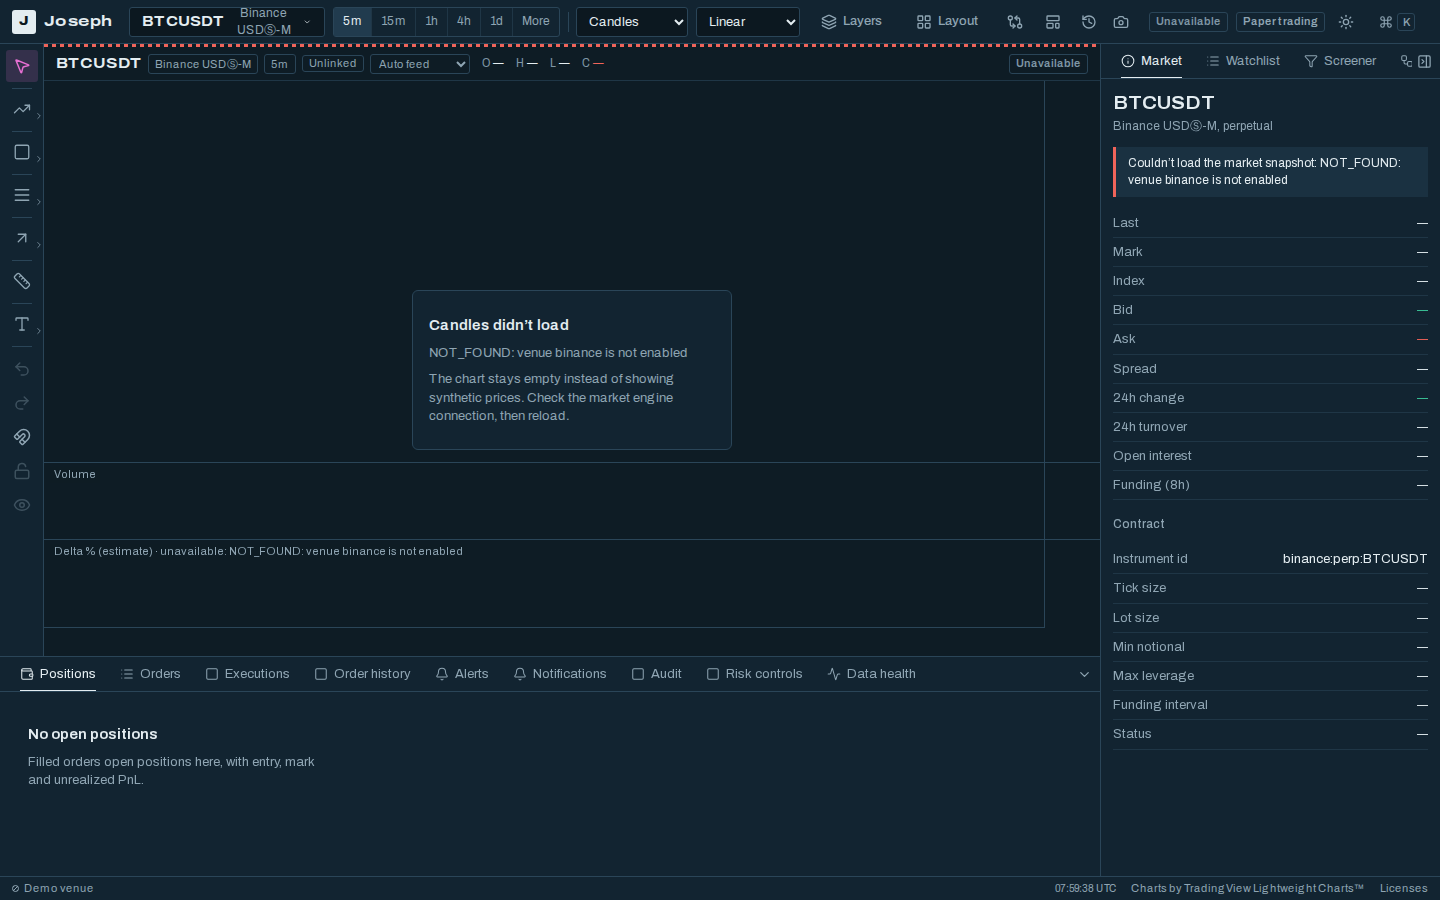 J Joseph BTCUSDT Binance USDⓈ-M 5m 15m 1h 4h 1d More Candles Linear Layers Layout Unavailable Paper trading ⌘ K
BTCUSDT Binance USDⓈ-M 5m Unlinked Auto feed O — H — L — C — Unavailable
Market Watchlist Screener
BTCUSDT
Binance USDⓈ-M, perpetual
Couldn’t load the market snapshot: NOT_FOUND:
venue binance is not enabled
Last —
Mark —
Index —
Bid —
Ask —
Spread —
24h change —
24h turnover —
Open interest —
Funding (8h) —
Contract
Instrument id binance:perp:BTCUSDT
Tick size —
Lot size —
Min notional —
Max leverage —
Funding interval —
Status —
Candles didn’t load
NOT_FOUND: venue binance is not enabled
The chart stays empty instead of showing
synthetic prices. Check the market engine
connection, then reload.
Volume
Delta % (estimate) · unavailable: NOT_FOUND: venue binance is not enabled
Positions Orders Executions Order history Alerts Notifications Audit Risk controls Data health
No open positions
Filled orders open positions here, with entry, mark
and unrealized PnL.
Demo venue 07:59:38 UTC Charts by TradingView Lightweight Charts™ Licenses